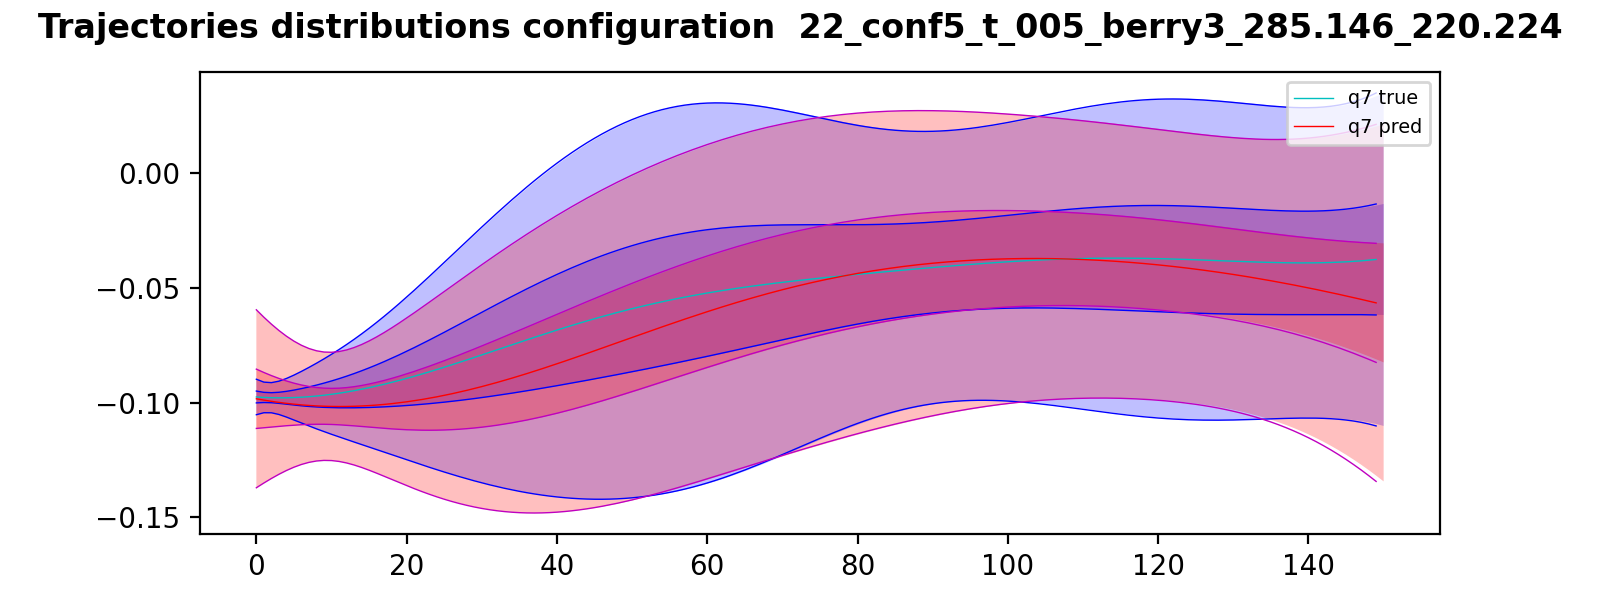 Trajectories distributions configuration  22_conf5_t_005_berry3_285.146_220.224
q7 true
q7 pred
0.00
−0.05
−0.10
−0.15
0 20 40 60 80 100 120 140